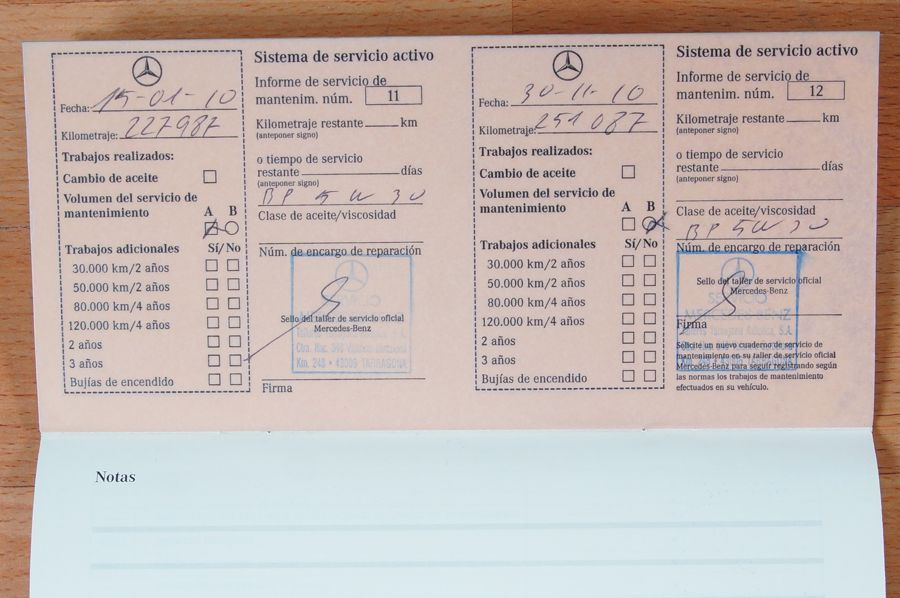 Fecha: 15-01-10
Kilometraje: 227987
(anteponer signo)
Trabajos realizados:
Cambio de aceite
Volumen del servicio de
mantenimiento A B
Trabajos adicionales Sí/ No
30.000 km/2 años
50.000 km/2 años
80.000 km/4 años
120.000 km/4 años
2 años
3 años
Bujías de encendido
Sistema de servicio activo
Informe de servicio de
mantenim. núm. 11
Kilometraje restante km
(anteponer signo)
o tiempo de servicio
restante días
(anteponer signo)
BP 5W30
Clase de aceite/viscosidad
Núm. de encargo de reparación
Sello del taller de servicio oficial
Mercedes-Benz
Km. 248 • 43009 TARRAGONA
Firma
Fecha: 30-11-10
Kilometraje: 251087
Trabajos realizados:
Cambio de aceite
Volumen del servicio de
mantenimiento A B
Trabajos adicionales Sí/ No
30.000 km/2 años
50.000 km/2 años
80.000 km/4 años
120.000 km/4 años
2 años
3 años
Bujías de encendido
Sistema de servicio activo
Informe de servicio de
mantenim. núm. 12
Kilometraje restante km
(anteponer signo)
o tiempo de servicio
restante días
(anteponer signo)
Clase de aceite/viscosidad
BP 5W30
Núm. de encargo de reparación
Sello del taller de servicio oficial
Mercedes-Benz
MERCEDES-BENZ
Firma
Solicite un nuevo cuaderno de servicio de
mantenimiento en su taller de servicio oficial
Mercedes-Benz para seguir registrando según
las normas los trabajos de mantenimiento
efectuados en su vehículo.
Notas